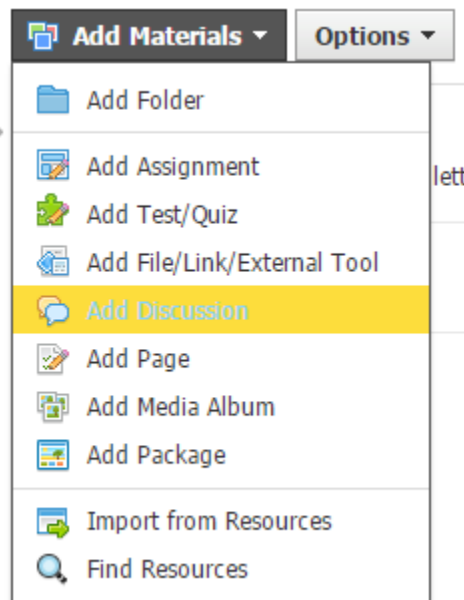 Add Materials Options
Add Folder
Add Assignment
lett
Add Test/Quiz
Add File/Link/External Tool
Add Discussion
Add Page
Add Media Album
Add Package
Import from Resources
Find Resources